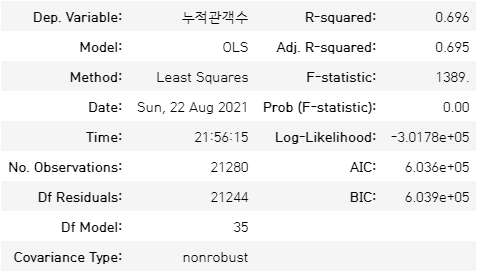 Dep. Variable: 누적관객수 R-squared: 0.696
Model: OLS Adj. R-squared: 0.695
Method: Least Squares F-statistic: 1389.
Date: Sun, 22 Aug 2021 Prob (F-statistic): 0.00
Time: 21:56:15 Log-Likelihood: -3.0178e+05
No. Observations: 21280 AIC: 6.036e+05
Df Residuals: 21244 BIC: 6.039e+05
Df Model: 35
Covariance Type: nonrobust